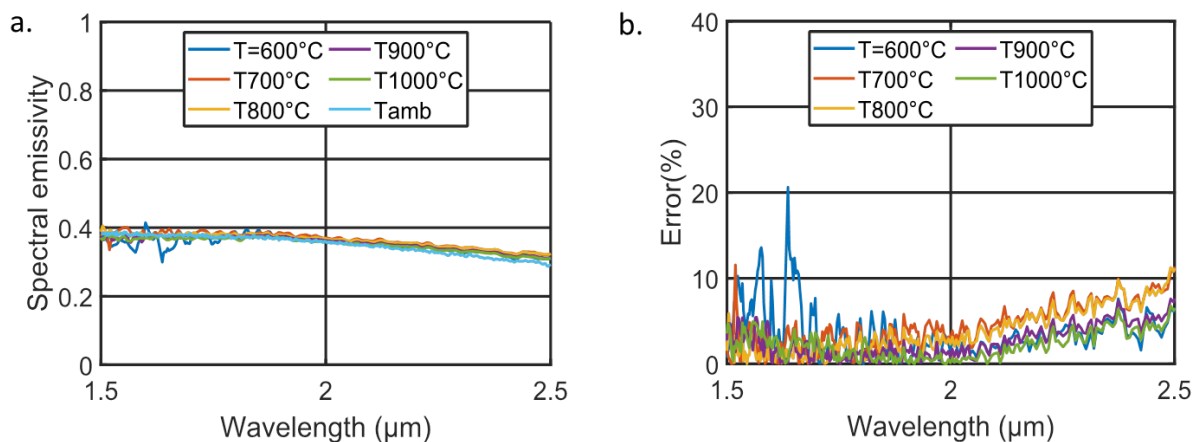 a.
Spectral emissivity
1
0.8
0.6
0.4
0.2
0
T=600°C T900°C
T700°C T1000°C
T800°C Tamb
1.5 2 2.5
Wavelength (μm)
b.
Error(%)
40
30
20
10
0
T=600°C T900°C
T700°C T1000°C
T800°C
1.5 2 2.5
Wavelength (μm)